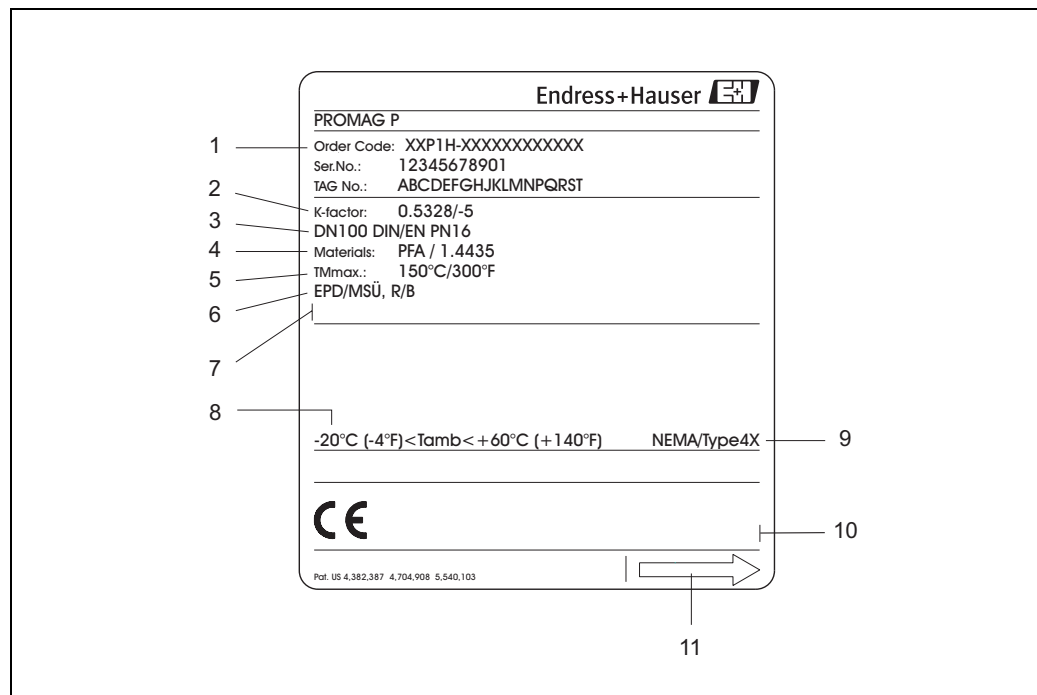 Endress+Hauser
PROMAG P
1 Order Code: XXP1H-XXXXXXXXXXXX
Ser.No.: 12345678901
TAG No.: ABCDEFGHJKLMNPQRST
2 K-factor: 0.5328/-5
3 DN100 DIN/EN PN16
4 Materials: PFA / 1.4435
5 TMmax.: 150°C/300°F
6 EPD/MSÜ, R/B
7
8
-20°C (-4°F)<Tamb<+60°C (+140°F) NEMA/Type4X 9
CE
10
Pat. US 4,382,387 4,704,908 5,540,103
11